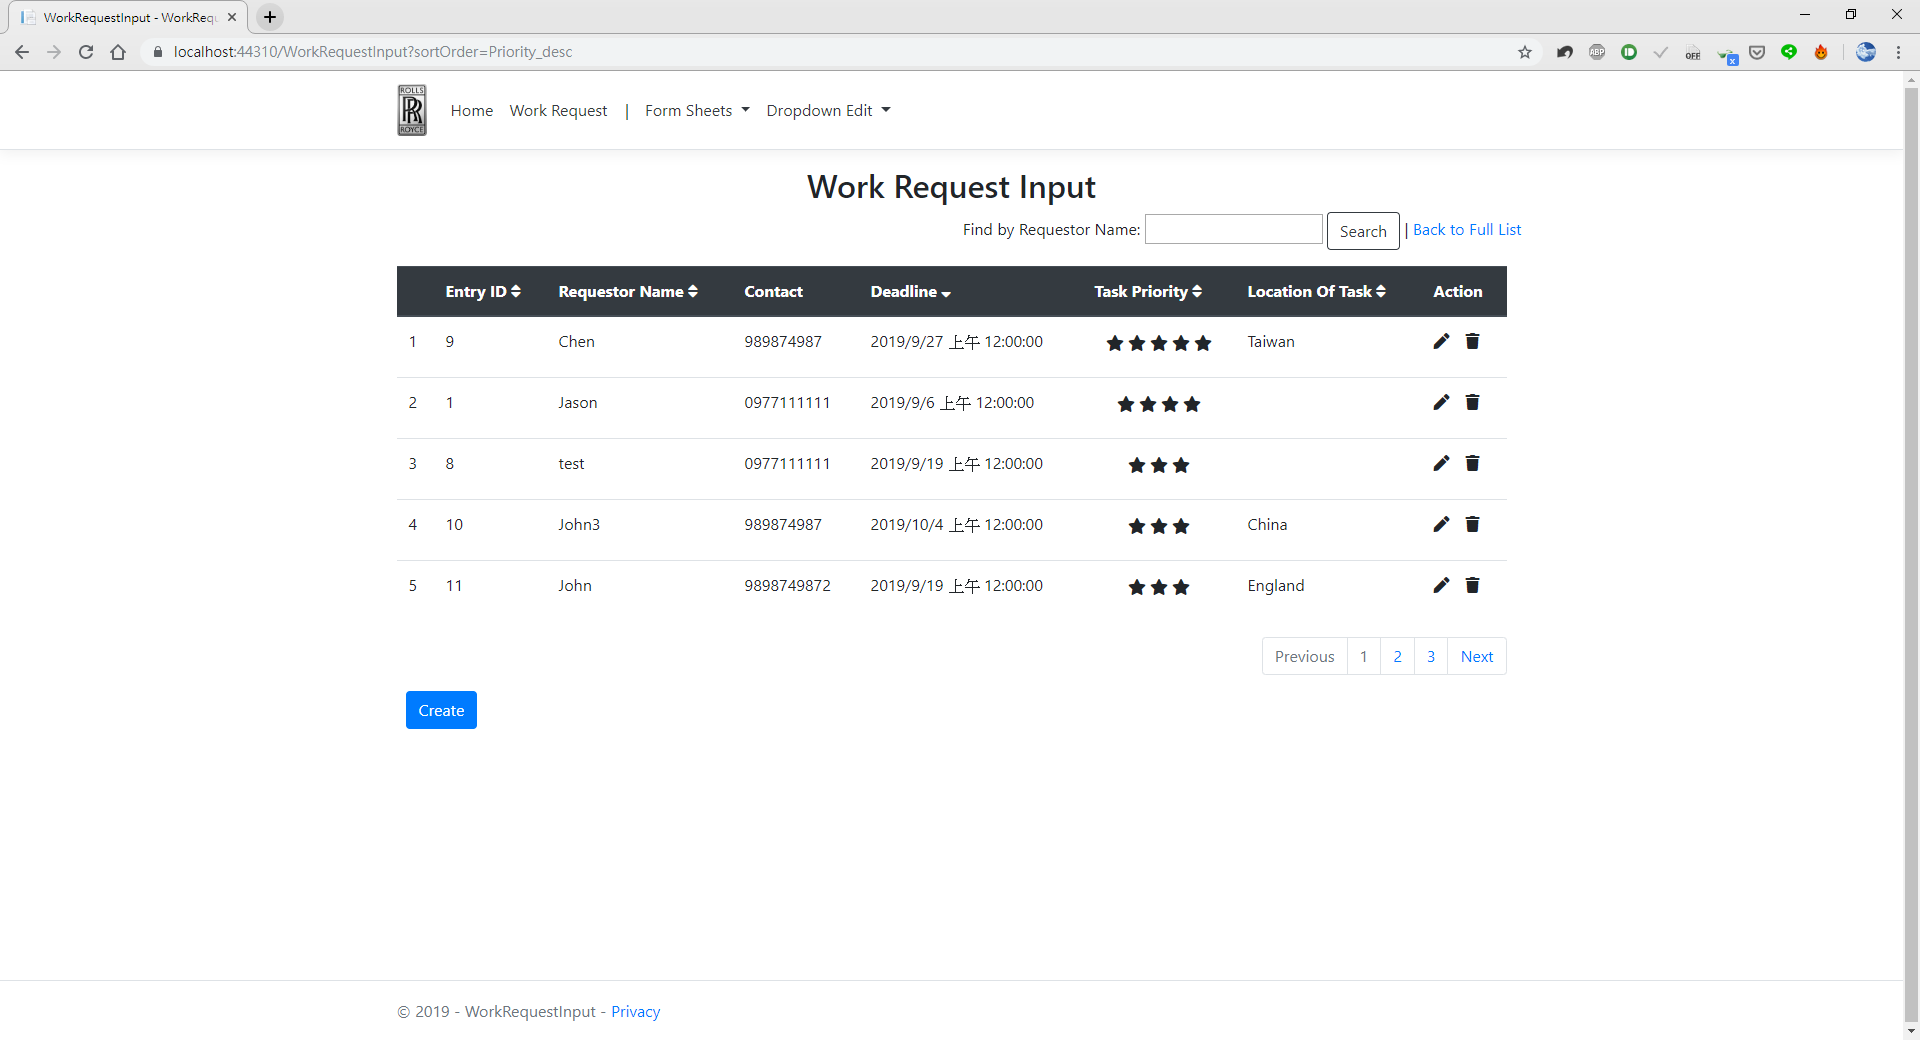 WorkRequestInput - WorkRequ
localhost:44310/WorkRequestInput?sortOrder=Priority_desc
ABP
OFF
x
ROLLS
RR
ROYCE
Home Work Request | Form Sheets Dropdown Edit
Work Request Input
Find by Requestor Name: Search | Back to Full List
Entry ID Requestor Name Contact Deadline Task Priority Location Of Task Action
1 9 Chen 989874987 2019/9/27 上午 12:00:00 Taiwan
2 1 Jason 0977111111 2019/9/6 上午 12:00:00
3 8 test 0977111111 2019/9/19 上午 12:00:00
4 10 John3 989874987 2019/10/4 上午 12:00:00 China
5 11 John 9898749872 2019/9/19 上午 12:00:00 England
Previous 1 2 3 Next
Create
© 2019 - WorkRequestInput - Privacy